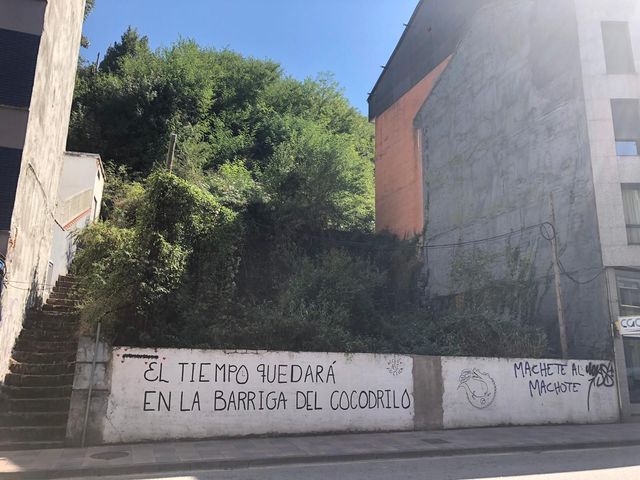 EL TIEMPO QUEDARÁ
EN LA BARRIGA DEL COCODRILO
MACHETE AL
MACHOTE